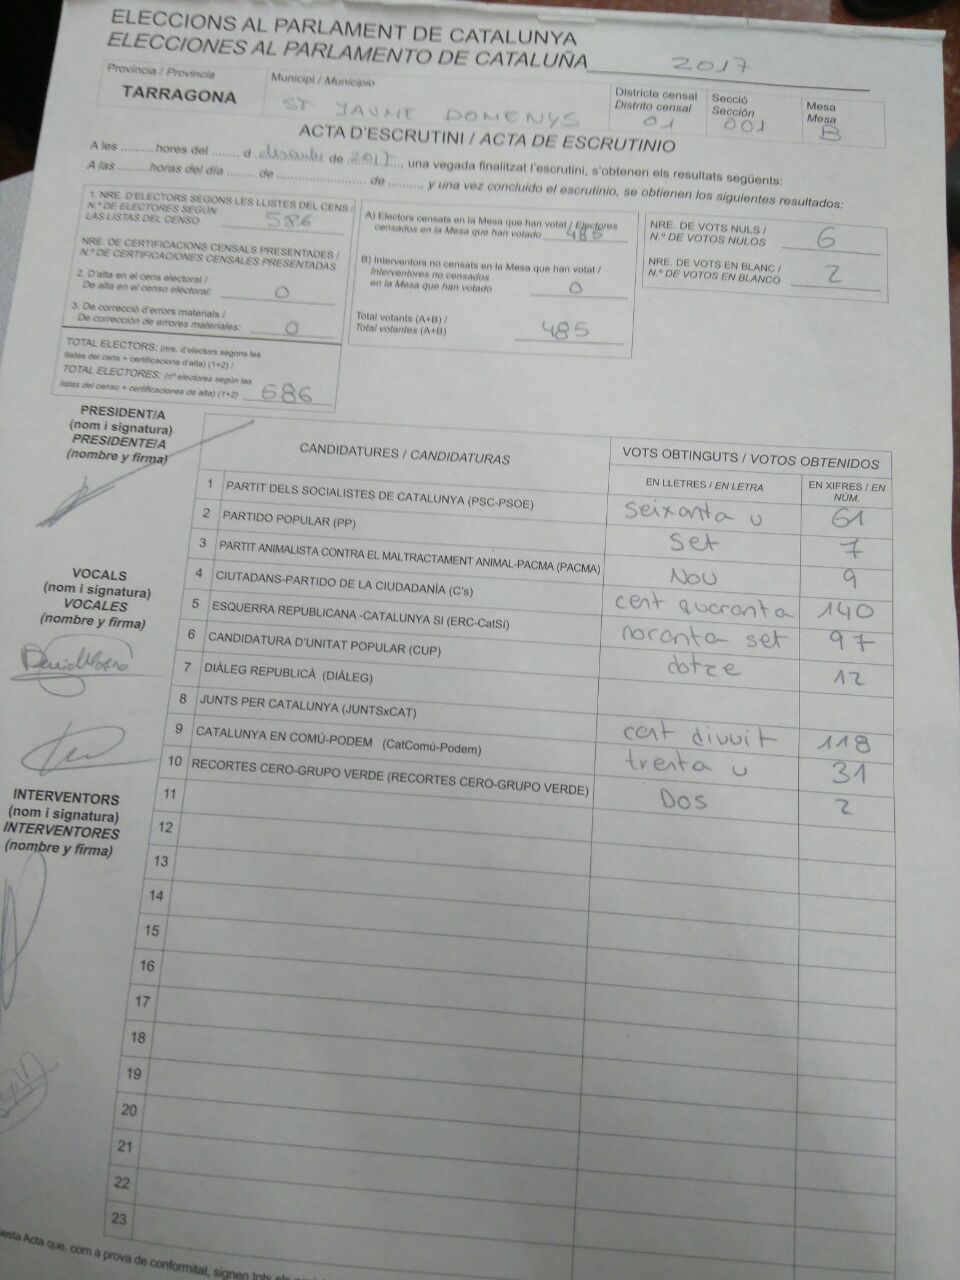 ELECCIONS AL PARLAMENT DE CATALUNYA
ELECCIONES AL PARLAMENTO DE CATALUÑA 2017
Província / Provincia
TARRAGONA
Municipi / Municipio
ST. JAUME DOMENYS
Districte censal
Distrito censal
01
Secció
Sección
001
Mesa
Mesa
B
ACTA D'ESCRUTINI / ACTA DE ESCRUTINIO
A les ......... hores del ........ d desembre de 2017, una vegada finalitzat l'escrutini, s'obtenen els resultats següents:
A las ........ horas del día ....... de ........................ de ........., y una vez concluido el escrutinio, se obtienen los siguientes resultados:
1. NRE. D'ELECTORS SEGONS LES LLISTES DEL CENS /
N.º DE ELECTORES SEGÚN
LAS LISTAS DEL CENSO 586
NRE. DE CERTIFICACIONS CENSALS PRESENTADES /
N.º DE CERTIFICACIONES CENSALES PRESENTADAS
2. D'alta en el cens electoral /
De alta en el censo electoral: 0
3. De correcció d'errors materials /
De corrección de errores materiales: 0
TOTAL ELECTORS: (nre. d'electors segons les
llistes del cens + certificacions d'alta) (1+2) /
TOTAL ELECTORES: (nº electores según las
listas del censo + certificaciones de alta) (1+2) 586
A) Electors censats en la Mesa que han votat / Electores
censados en la Mesa que han votado 485
B) Interventors no censats en la Mesa que han votat /
Interventores no censados
en la Mesa que han votado 0
Total votants (A+B) /
Total votantes (A+B) 485
NRE. DE VOTS NULS /
N.º DE VOTOS NULOS 6
NRE. DE VOTS EN BLANC /
N.º DE VOTOS EN BLANCO 2
PRESIDENT/A
(nom i signatura)
PRESIDENTE/A
(nombre y firma)
VOCALS
(nom i signatura)
VOCALES
(nombre y firma)
INTERVENTORS
(nom i signatura)
INTERVENTORES
(nombre y firma)
CANDIDATURES / CANDIDATURAS
VOTS OBTINGUTS / VOTOS OBTENIDOS
EN LLETRES / EN LETRA
EN XIFRES / EN NÚM.
1 PARTIT DELS SOCIALISTES DE CATALUNYA (PSC-PSOE) seixanta u 61
2 PARTIDO POPULAR (PP) set 7
3 PARTIT ANIMALISTA CONTRA EL MALTRACTAMENT ANIMAL-PACMA (PACMA) Nou 9
4 CIUTADANS-PARTIDO DE LA CIUDADANÍA (C's) cent quaranta 140
5 ESQUERRA REPUBLICANA -CATALUNYA SI (ERC-CatSí) noranta set 97
6 CANDIDATURA D'UNITAT POPULAR (CUP) dotze 12
7 DIÀLEG REPUBLICÀ (DIÀLEG)
8 JUNTS PER CATALUNYA (JUNTSxCAT) cent divuit 118
9 CATALUNYA EN COMÚ-PODEM (CatComú-Podem) trenta u 31
10 RECORTES CERO-GRUPO VERDE (RECORTES CERO-GRUPO VERDE) Dos 2
11
12
13
14
15
16
17
18
19
20
21
22
23
esta Acta que, com a prova de conformitat, signen tots els